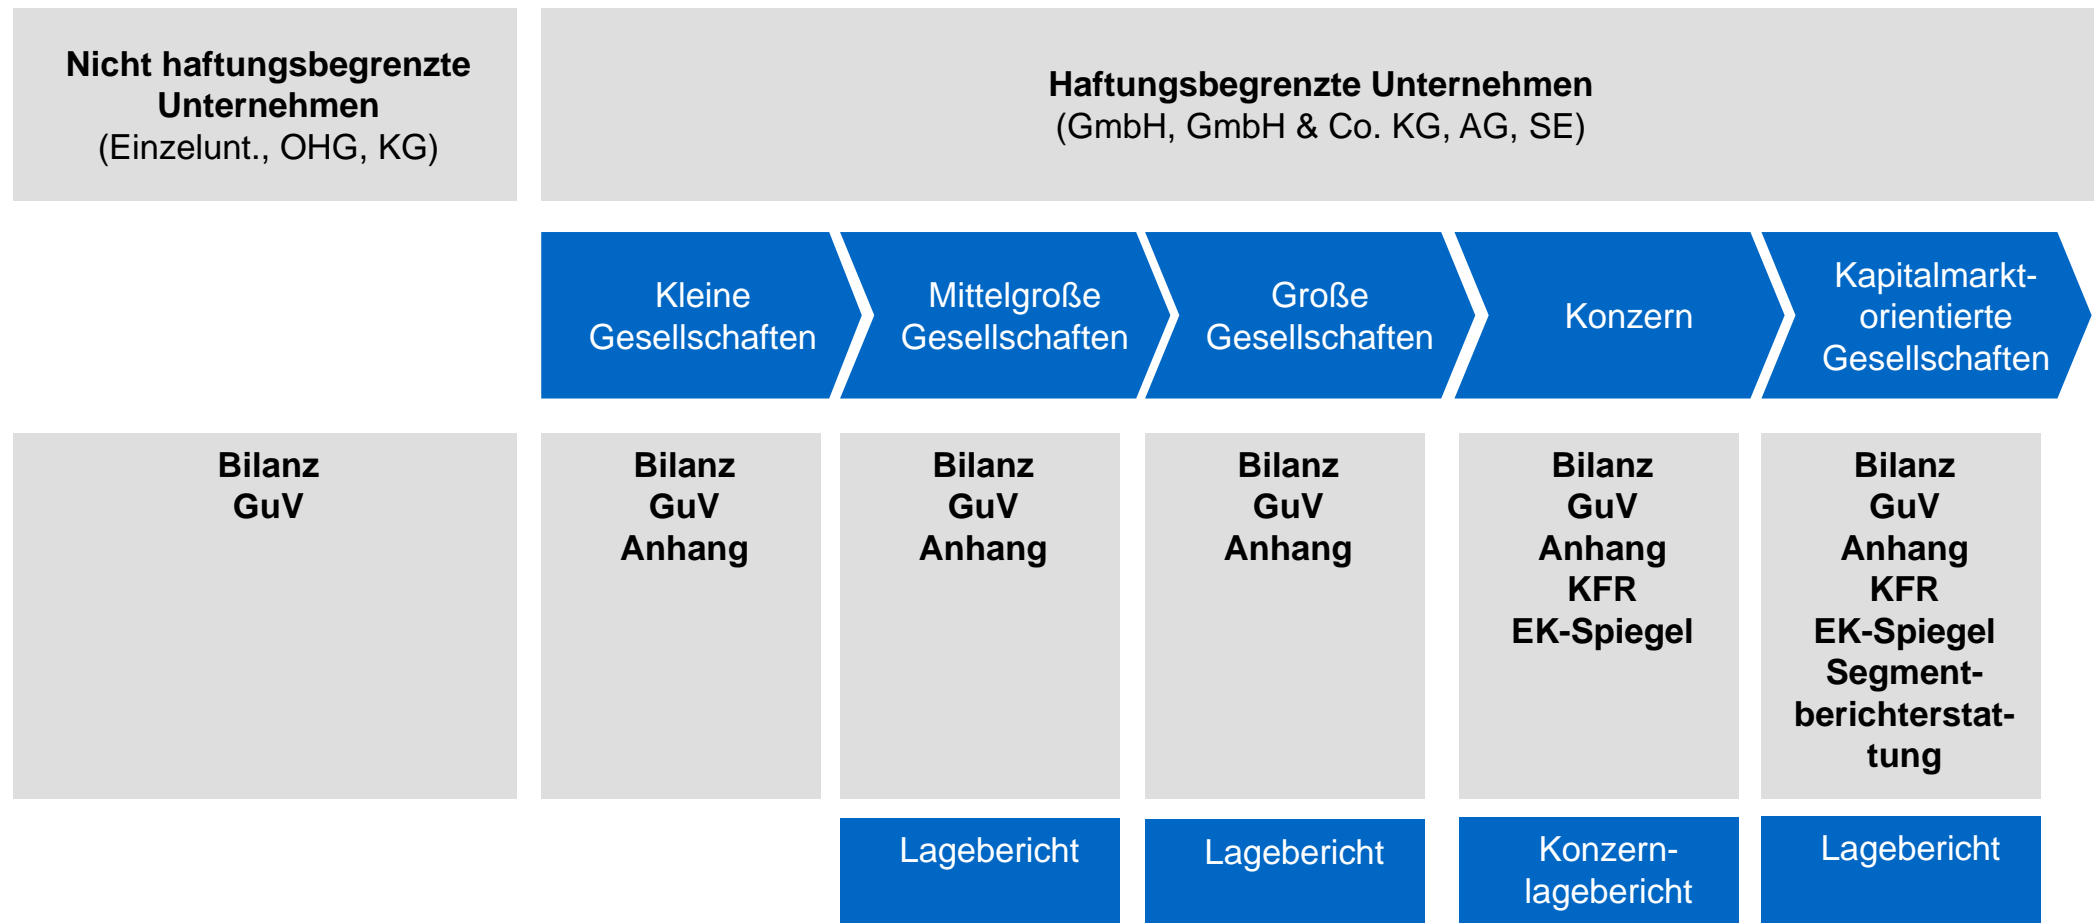 Nicht haftungsbegrenzte
Unternehmen
(Einzelunt., OHG, KG)
Haftungsbegrenzte Unternehmen
(GmbH, GmbH & Co. KG, AG, SE)
Kleine
Gesellschaften
Mittelgroße
Gesellschaften
Große
Gesellschaften
Konzern
Kapitalmarkt-
orientierte
Gesellschaften
Bilanz
GuV
Bilanz
GuV
Anhang
Bilanz
GuV
Anhang
Bilanz
GuV
Anhang
Bilanz
GuV
Anhang
KFR
EK-Spiegel
Bilanz
GuV
Anhang
KFR
EK-Spiegel
Segment-
berichterstat-
tung
Lagebericht
Lagebericht
Konzern-
lagebericht
Lagebericht